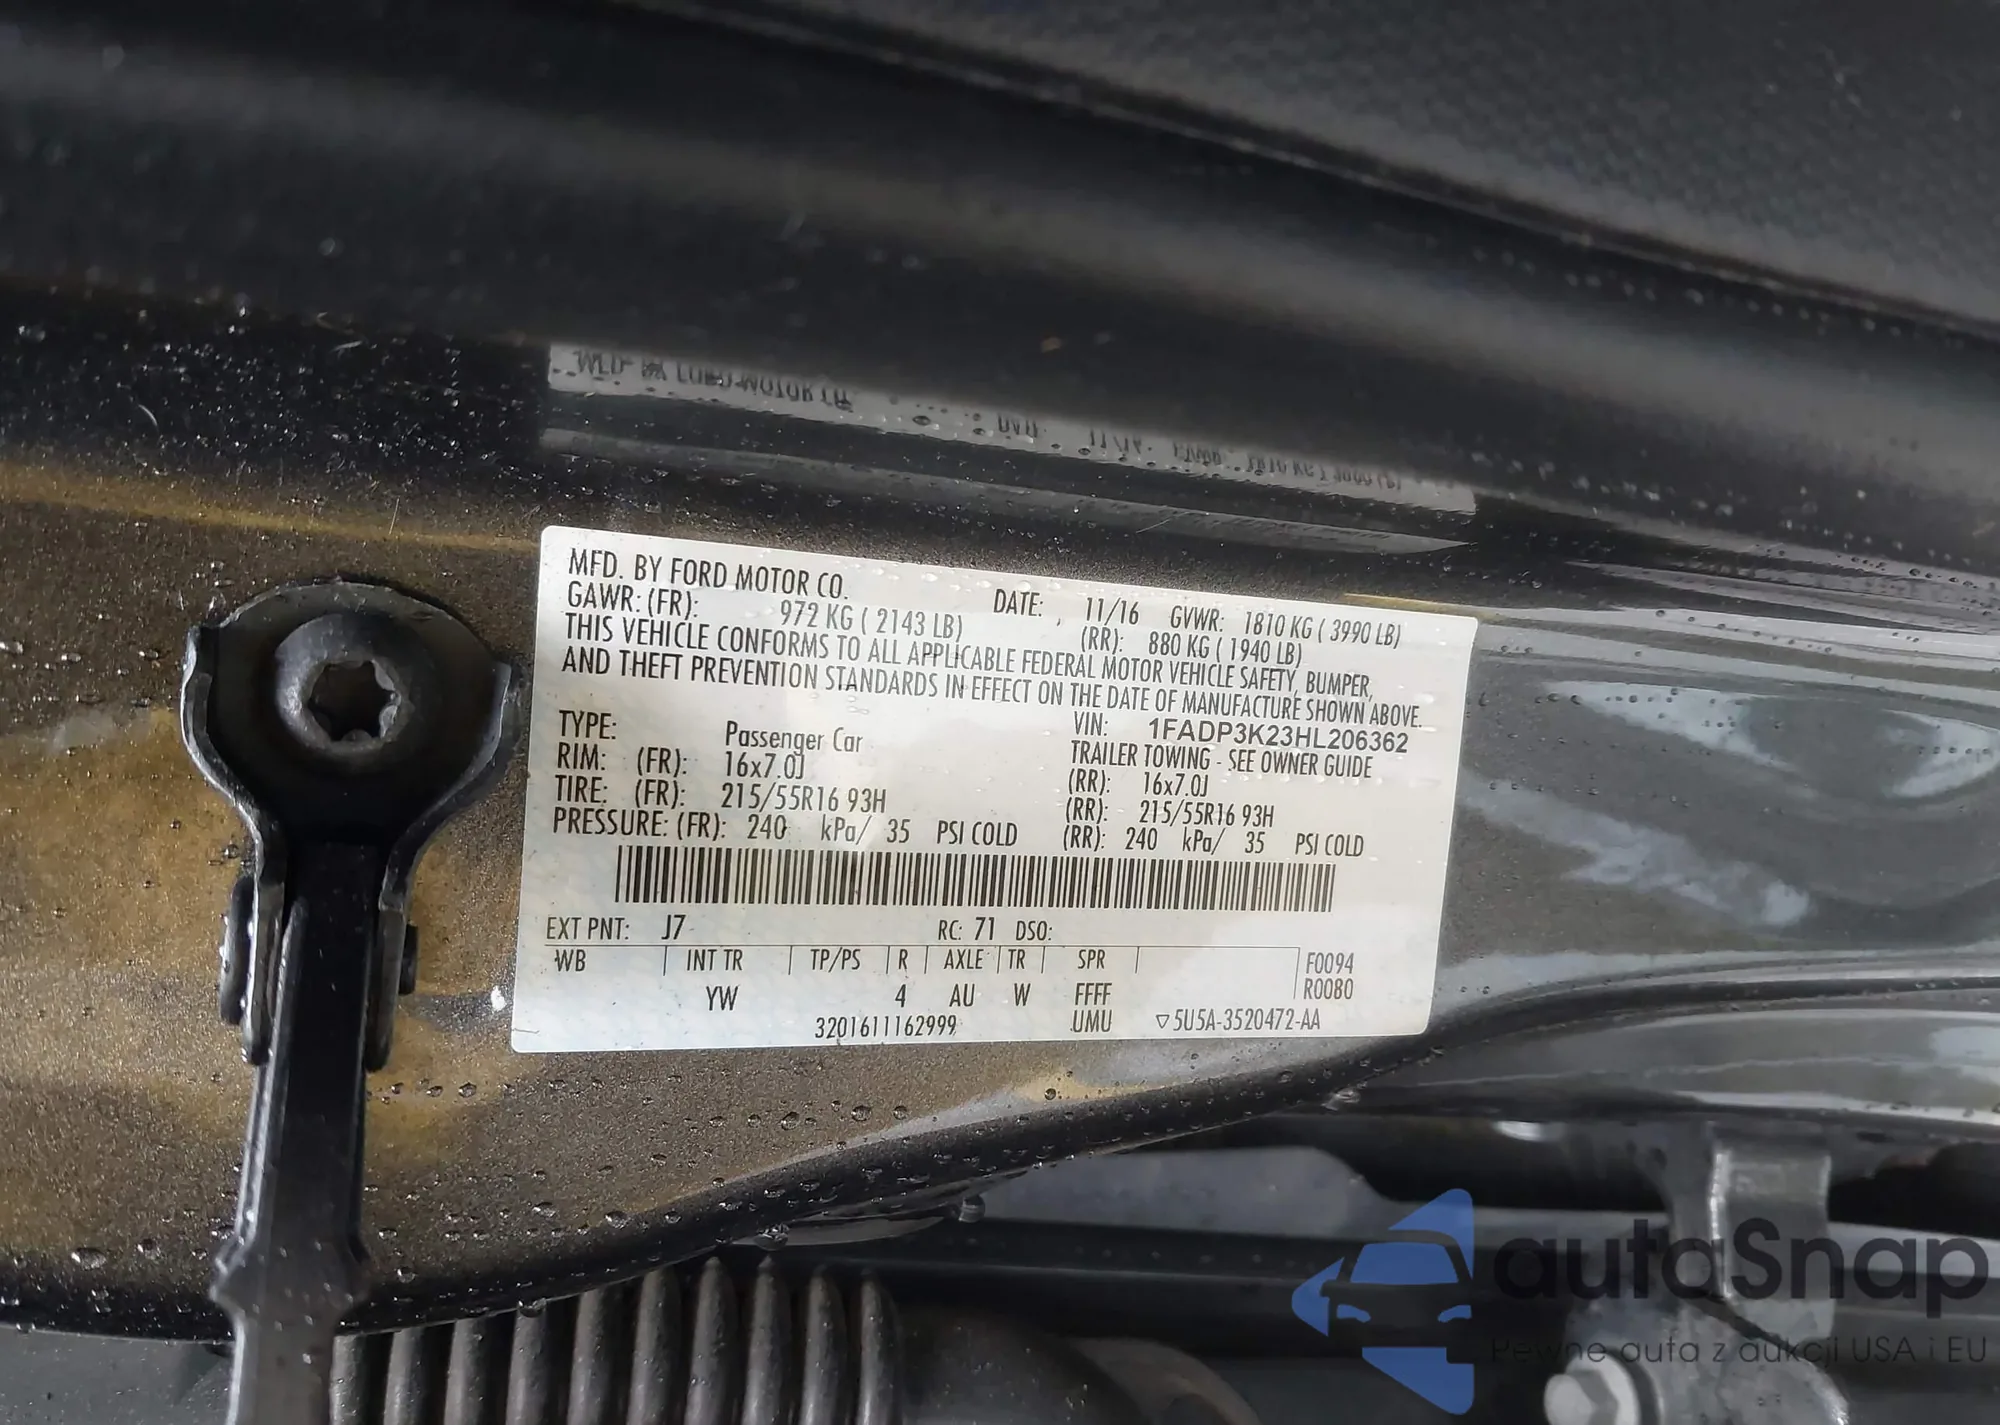 MFD. BY FORD MOTOR CO. DATE: 11/16 GVWR: 1810 KG ( 3990 LB)
GAWR: (FR): 972 KG ( 2143 LB) , (RR): 880 KG ( 1940 LB)
THIS VEHICLE CONFORMS TO ALL APPLICABLE FEDERAL MOTOR VEHICLE SAFETY, BUMPER,
AND THEFT PREVENTION STANDARDS IN EFFECT ON THE DATE OF MANUFACTURE SHOWN ABOVE.
VIN: 1FADP3K23HL206362
TYPE: Passenger Car TRAILER TOWING - SEE OWNER GUIDE
RIM: (FR): 16x7.0J (RR): 16x7.0J
TIRE: (FR): 215/55R16 93H (RR): 215/55R16 93H
PRESSURE: (FR): 240 kPa/ 35 PSI COLD (RR): 240 kPa/ 35 PSI COLD
EXT PNT: J7 RC: 71 DSO:
WB INT TR TP/PS R AXLE TR SPR F0094
YW 4 AU W FFFF R0080
3201611162999 UMU ▽5U5A-3520472-AA
autoSnap
Pewne auta z aukcji USA i EU